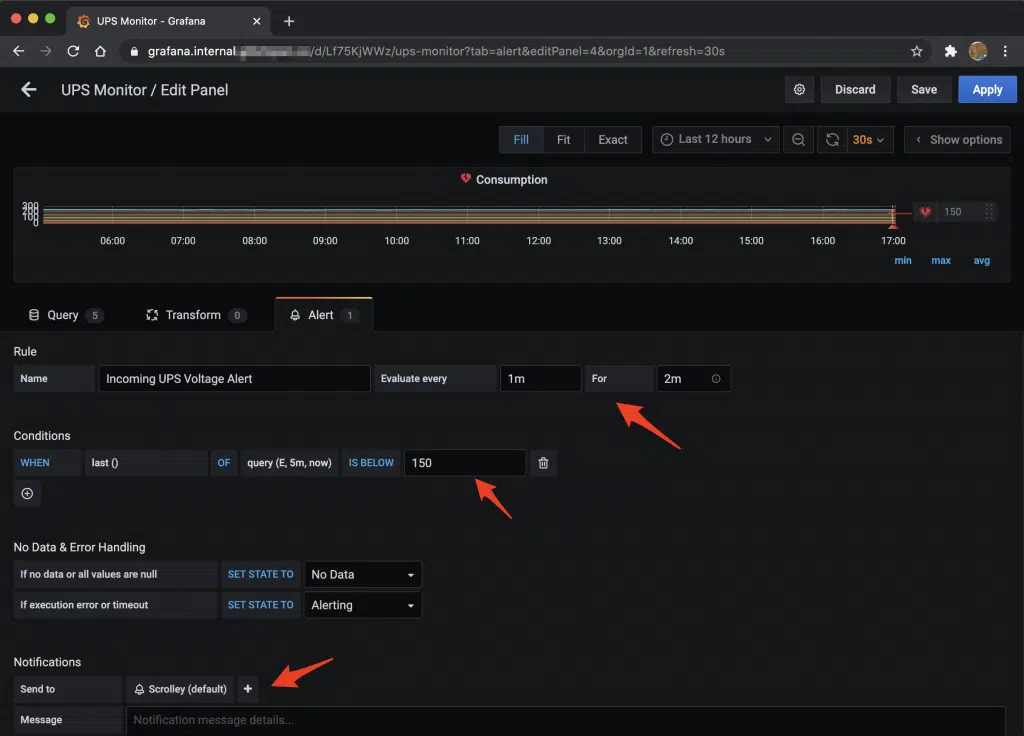 UPS Monitor - Grafana
grafana.internal /d/Lf75KjWWz/ups-monitor?tab=alert&editPanel=4&orgId=1&refresh=30s
UPS Monitor / Edit Panel
Discard
Save
Apply
Fill
Fit
Exact
Last 12 hours
30s
Show options
Consumption
300
200
100
0
150
06:00 07:00 08:00 09:00 10:00 11:00 12:00 13:00 14:00 15:00 16:00 17:00
min max avg
Query 5
Transform 0
Alert 1
Rule
Name Incoming UPS Voltage Alert Evaluate every 1m For 2m
Conditions
WHEN last () OF query (E, 5m, now) IS BELOW 150
No Data & Error Handling
If no data or all values are null SET STATE TO No Data
If execution error or timeout SET STATE TO Alerting
Notifications
Send to Scrolley (default) +
Message Notification message details...